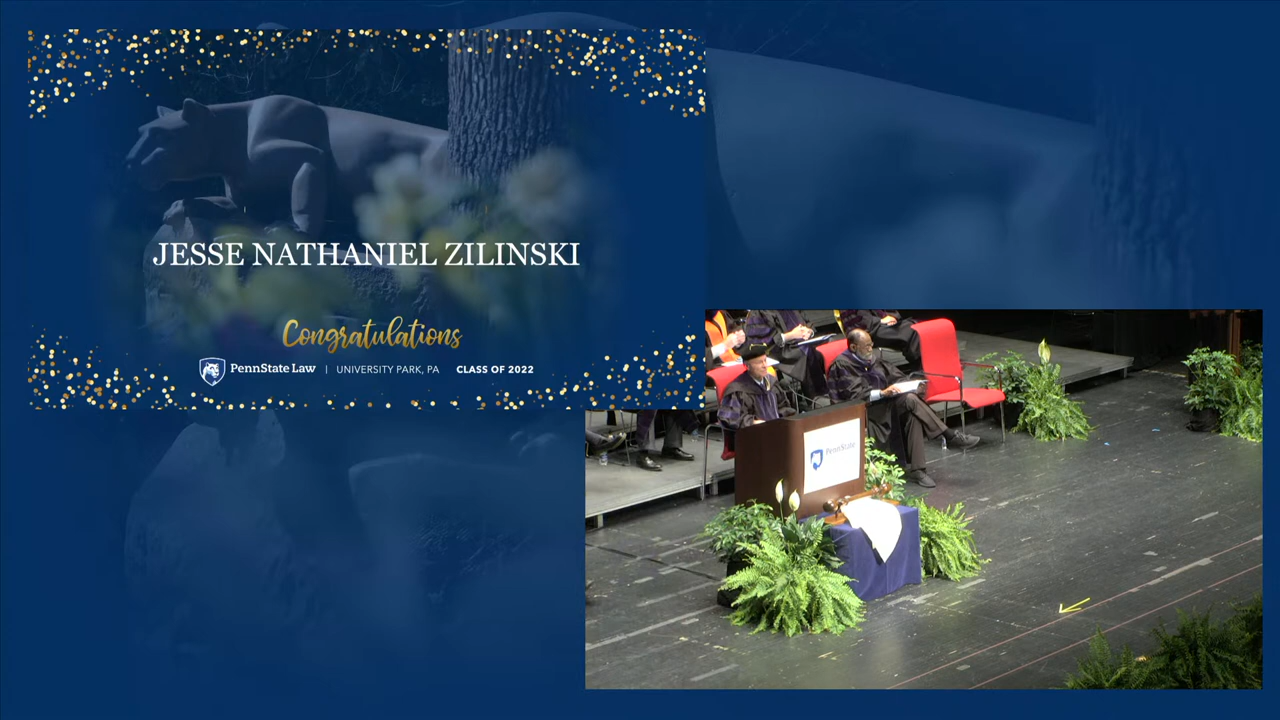 JESSE NATHANIEL ZILINSKI
Congratulations
PennState Law | UNIVERSITY PARK, PA CLASS OF 2022
PennState